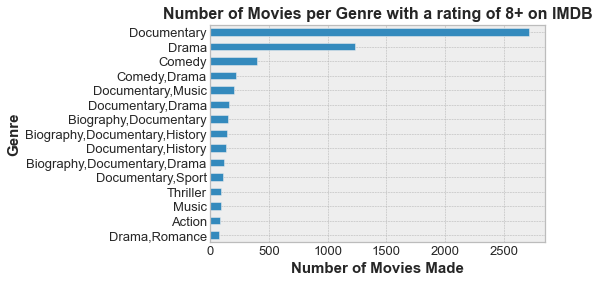 Number of Movies per Genre with a rating of 8+ on IMDB
Documentary
Drama
Comedy
Comedy,Drama
Documentary,Music
Documentary,Drama
Biography,Documentary
Biography,Documentary,History
Documentary,History
Biography,Documentary,Drama
Documentary,Sport
Thriller
Music
Action
Drama,Romance
Genre
0 500 1000 1500 2000 2500
Number of Movies Made